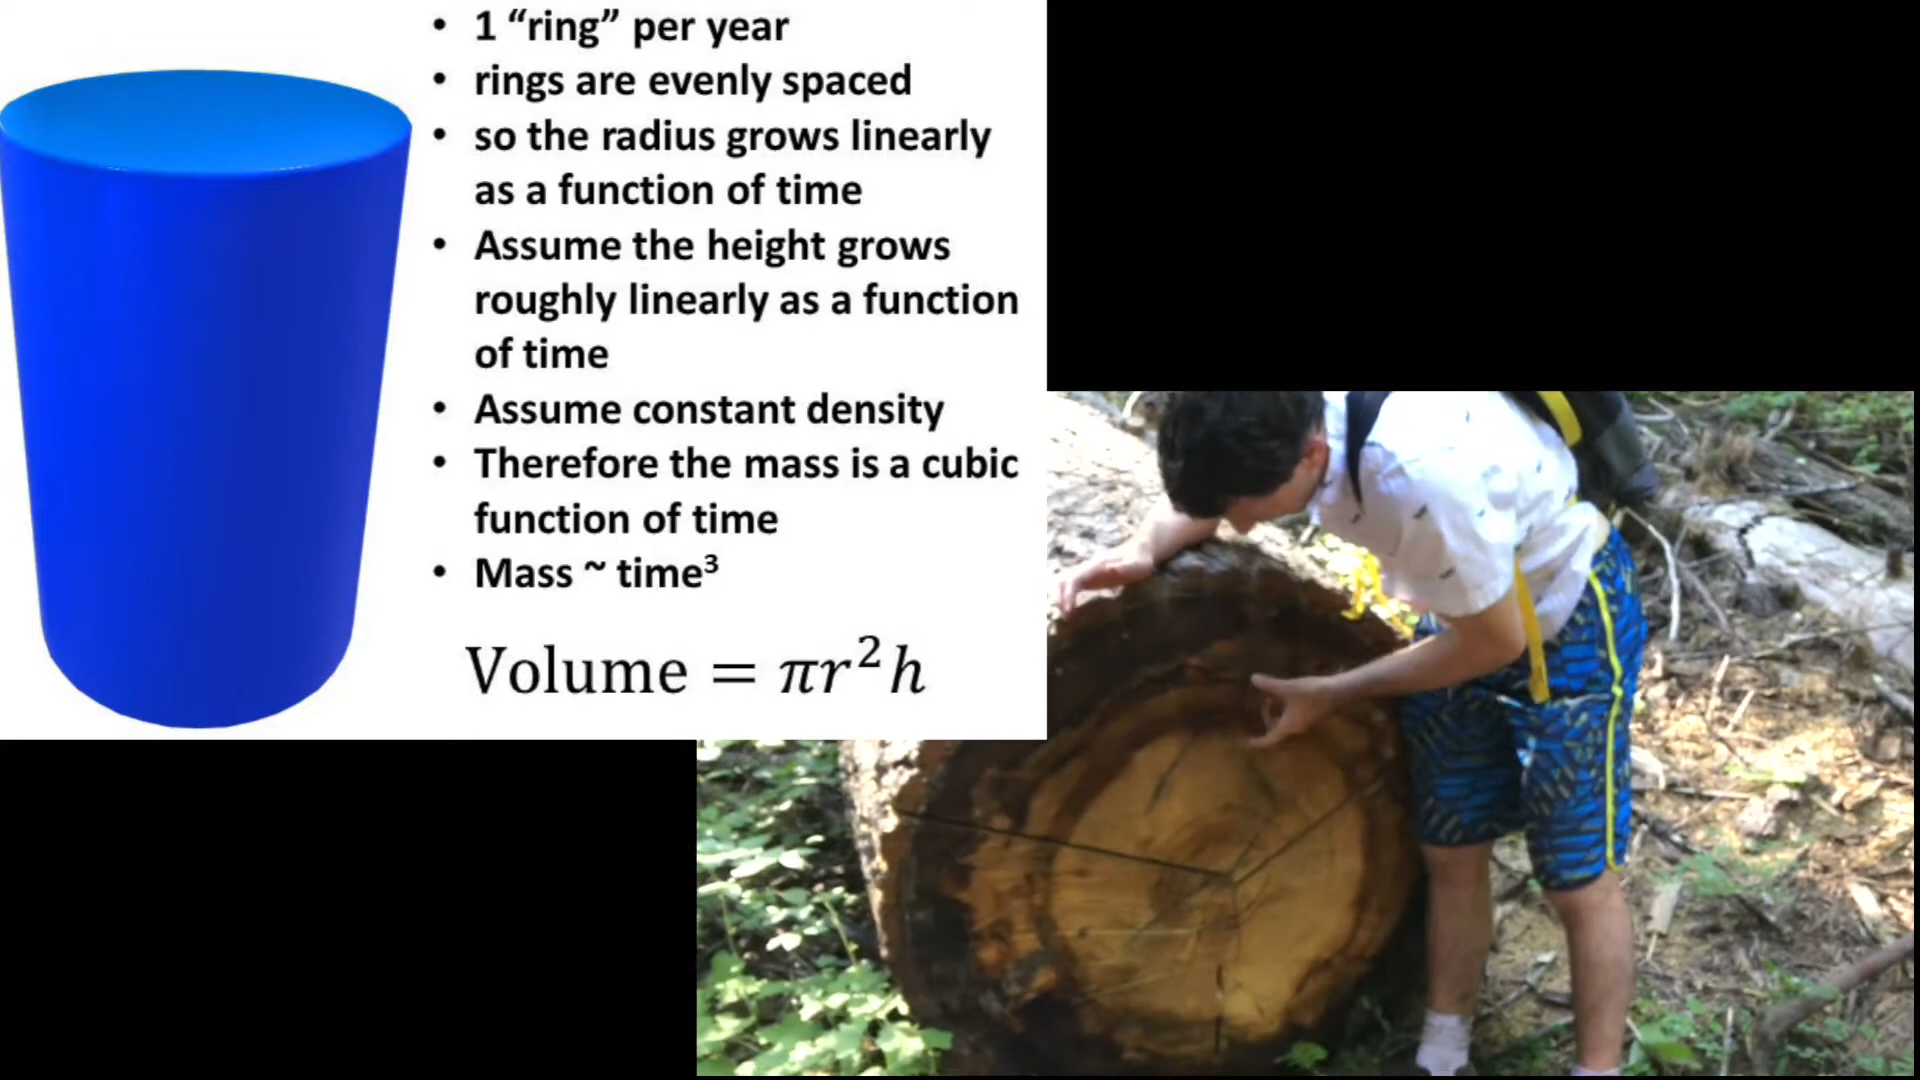 • 1 “ring” per year
• rings are evenly spaced
• so the radius grows linearly
as a function of time
• Assume the height grows
roughly linearly as a function
of time
• Assume constant density
• Therefore the mass is a cubic
function of time
• Mass ~ time³
Volume = πr²h